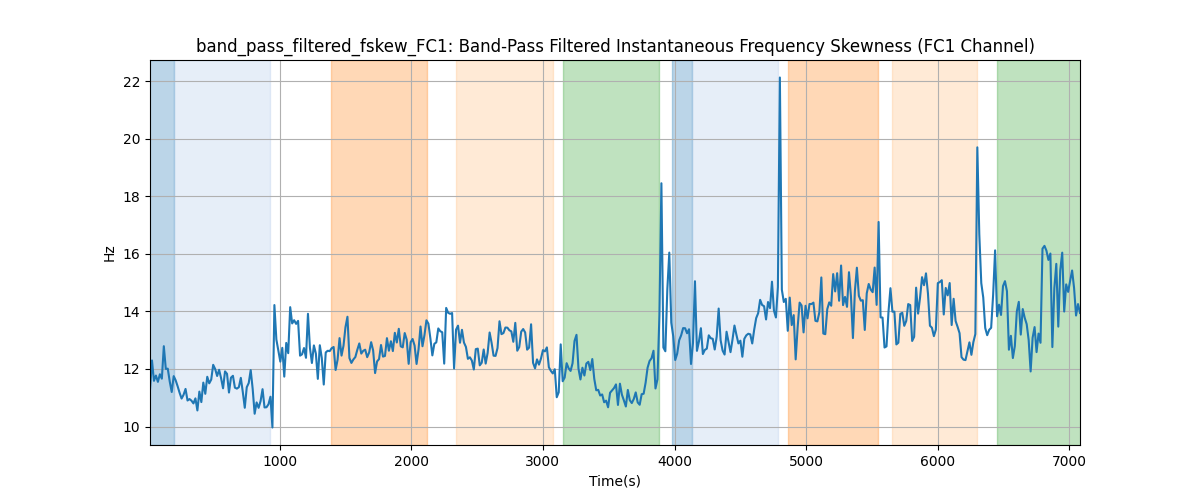 band_pass_filtered_fskew_FC1: Band-Pass Filtered Instantaneous Frequency Skewness (FC1 Channel)
22
20
18
16
14
12
10
Hz
1000 2000 3000 4000 5000 6000 7000
Time(s)